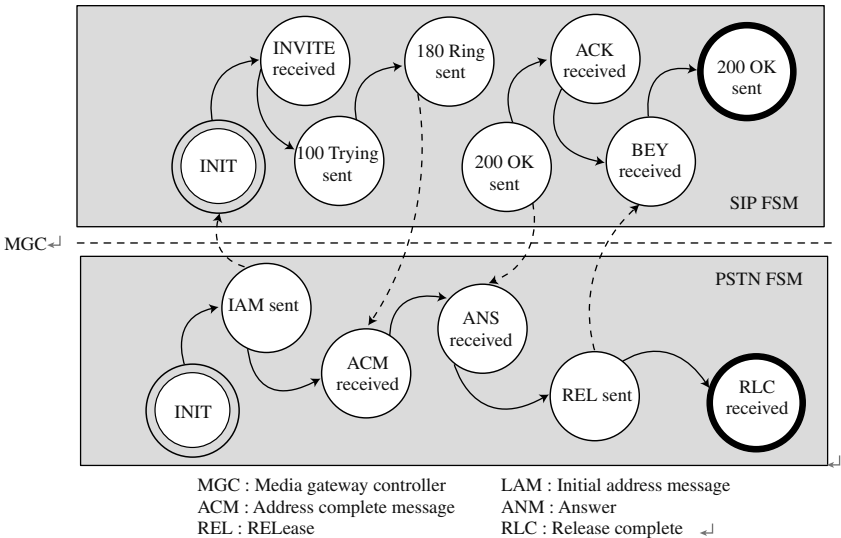 INVITE
received
180 Ring
sent
ACK
received
200 OK
sent
INIT
100 Trying
sent
200 OK
sent
BEY
received
SIP FSM
MGC
PSTN FSM
IAM sent
ANS
received
ACM
received
INIT
REL sent
RLC
received
MGC : Media gateway controller
LAM : Initial address message
ACM : Address complete message
ANM : Answer
REL : RELease
RLC : Release complete